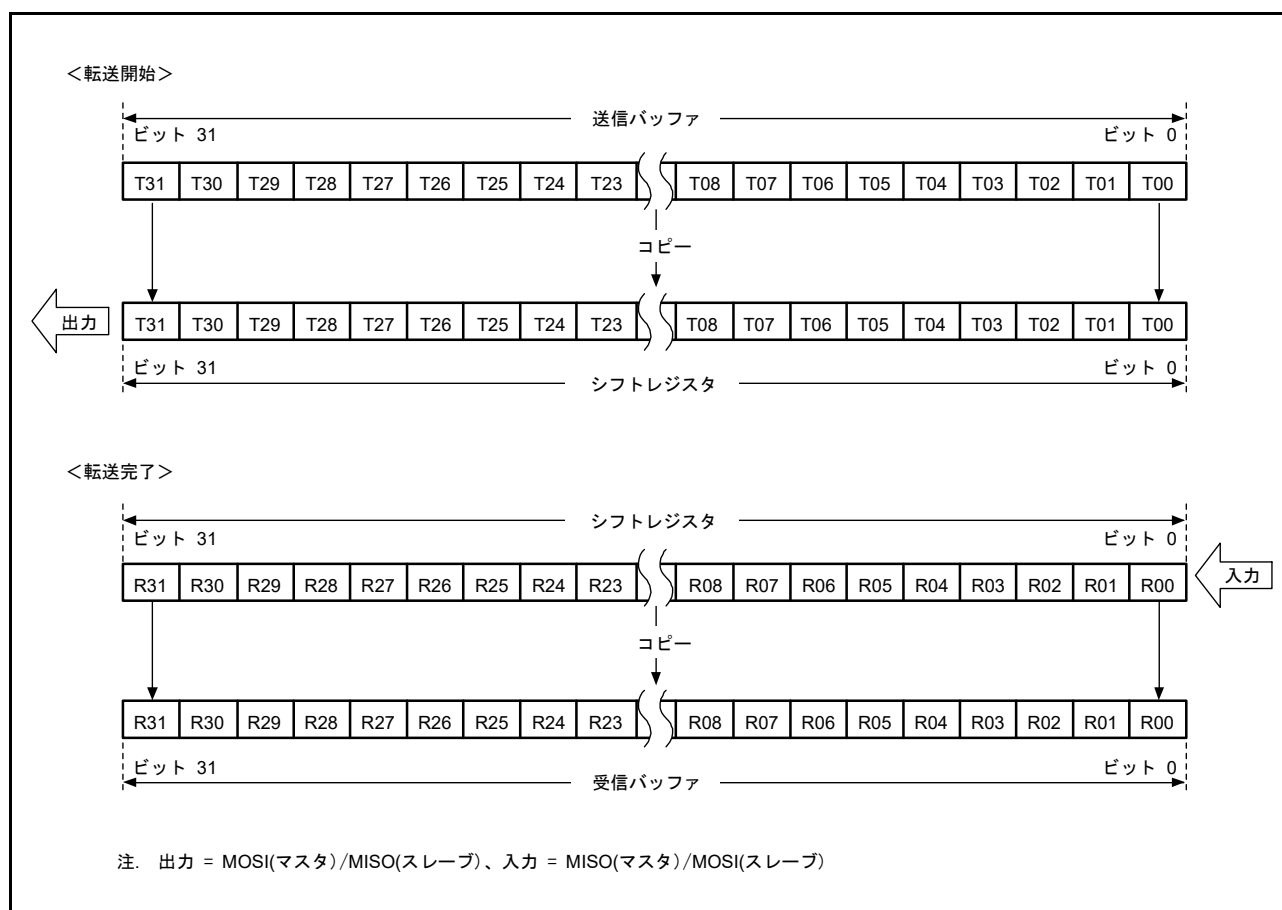 <転送開始>
送信バッファ
ビット 31 ビット 0
T31 T30 T29 T28 T27 T26 T25 T24 T23 T08 T07 T06 T05 T04 T03 T02 T01 T00
コピー
出力 T31 T30 T29 T28 T27 T26 T25 T24 T23 T08 T07 T06 T05 T04 T03 T02 T01 T00
ビット 31 ビット 0
シフトレジスタ
<転送完了>
シフトレジスタ
ビット 31 ビット 0
R31 R30 R29 R28 R27 R26 R25 R24 R23 R08 R07 R06 R05 R04 R03 R02 R01 R00 入力
コピー
R31 R30 R29 R28 R27 R26 R25 R24 R23 R08 R07 R06 R05 R04 R03 R02 R01 R00
ビット 31 ビット 0
受信バッファ
注. 出力 = MOSI(マスタ)/MISO(スレーブ)、入力 = MISO(マスタ)/MOSI(スレーブ)